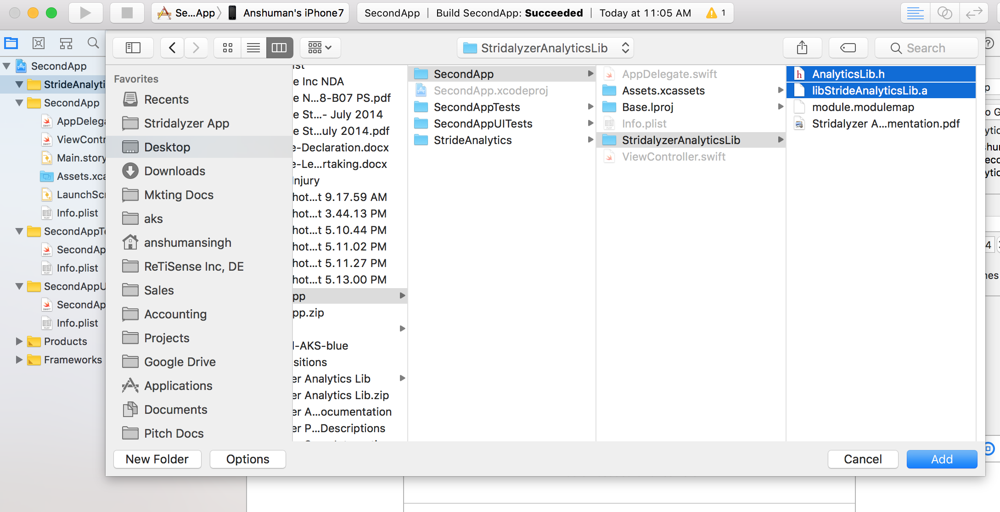 Se...App
Anshuman's iPhone7
SecondApp | Build SecondApp: Succeeded | Today at 11:05 AM
1
StridalyzerAnalyticsLib
Search
SecondApp
StrideAnalyti
SecondApp
AppDelega
ViewContr
Main.story
Assets.xca
LaunchScr
Info.plist
SecondAppTe
SecondAp
Info.plist
SecondAppU
SecondAp
Info.plist
Products
Frameworks
Favorites
Recents
Stridalyzer App
Desktop
Downloads
Mkting Docs
aks
anshumansingh
ReTiSense Inc, DE
Sales
Accounting
Projects
Google Drive
Applications
Documents
Pitch Docs
e Inc NDA
e N...8-B07 PS.pdf
e St...- July 2014
e St...uly 2014.pdf
e-Declaration.docx
e-Le...rtaking.docx
Injury
hot...t 9.17.59 AM
hot...t 3.44.13 PM
hot...t 5.10.44 PM
hot...t 5.11.02 PM
hot...t 5.11.27 PM
hot...t 5.13.00 PM
pp
pp.zip
l-AKS-blue
sitions
er Analytics Lib
er Analytics Lib.zip
er A...ocumentation
er P...Descriptions
SecondApp
SecondApp.xcodeproj
SecondAppTests
SecondAppUITests
StrideAnalytics
AppDelegate.swift
Assets.xcassets
Base.lproj
Info.plist
StridalyzerAnalyticsLib
ViewController.swift
AnalyticsLib.h
libStrideAnalyticsLib.a
module.modulemap
Stridalyzer A...mentation.pdf
New Folder
Options
Cancel
Add